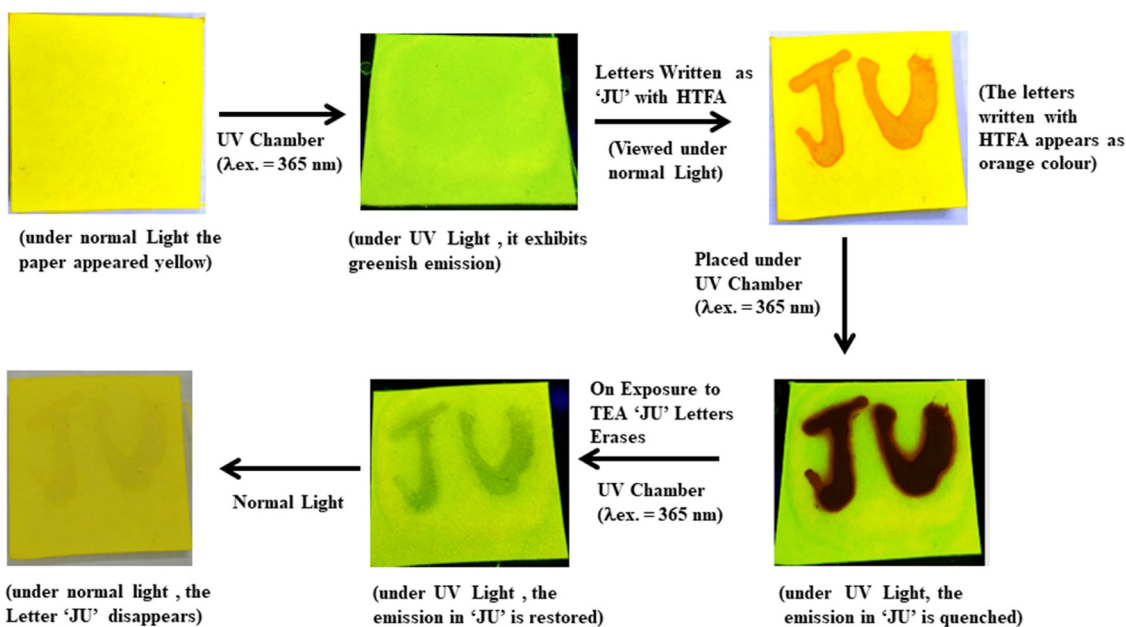 UV Chamber
(λex. = 365 nm)
Letters Written as
‘JU’ with HTFA
(Viewed under
normal Light)
JU
(The letters
written with
HTFA appears as
orange colour)
(under normal Light the
paper appeared yellow)
(under UV Light , it exhibits
greenish emission)
Placed under
UV Chamber
(λex. = 365 nm)
JU
On Exposure to
TEA ‘JU’ Letters
Erases
UV Chamber
(λex. = 365 nm)
JU
Normal Light
JU
(under normal light , the
Letter ‘JU’ disappears)
(under UV Light , the
emission in ‘JU’ is restored)
(under UV Light, the
emission in ‘JU’ is quenched)